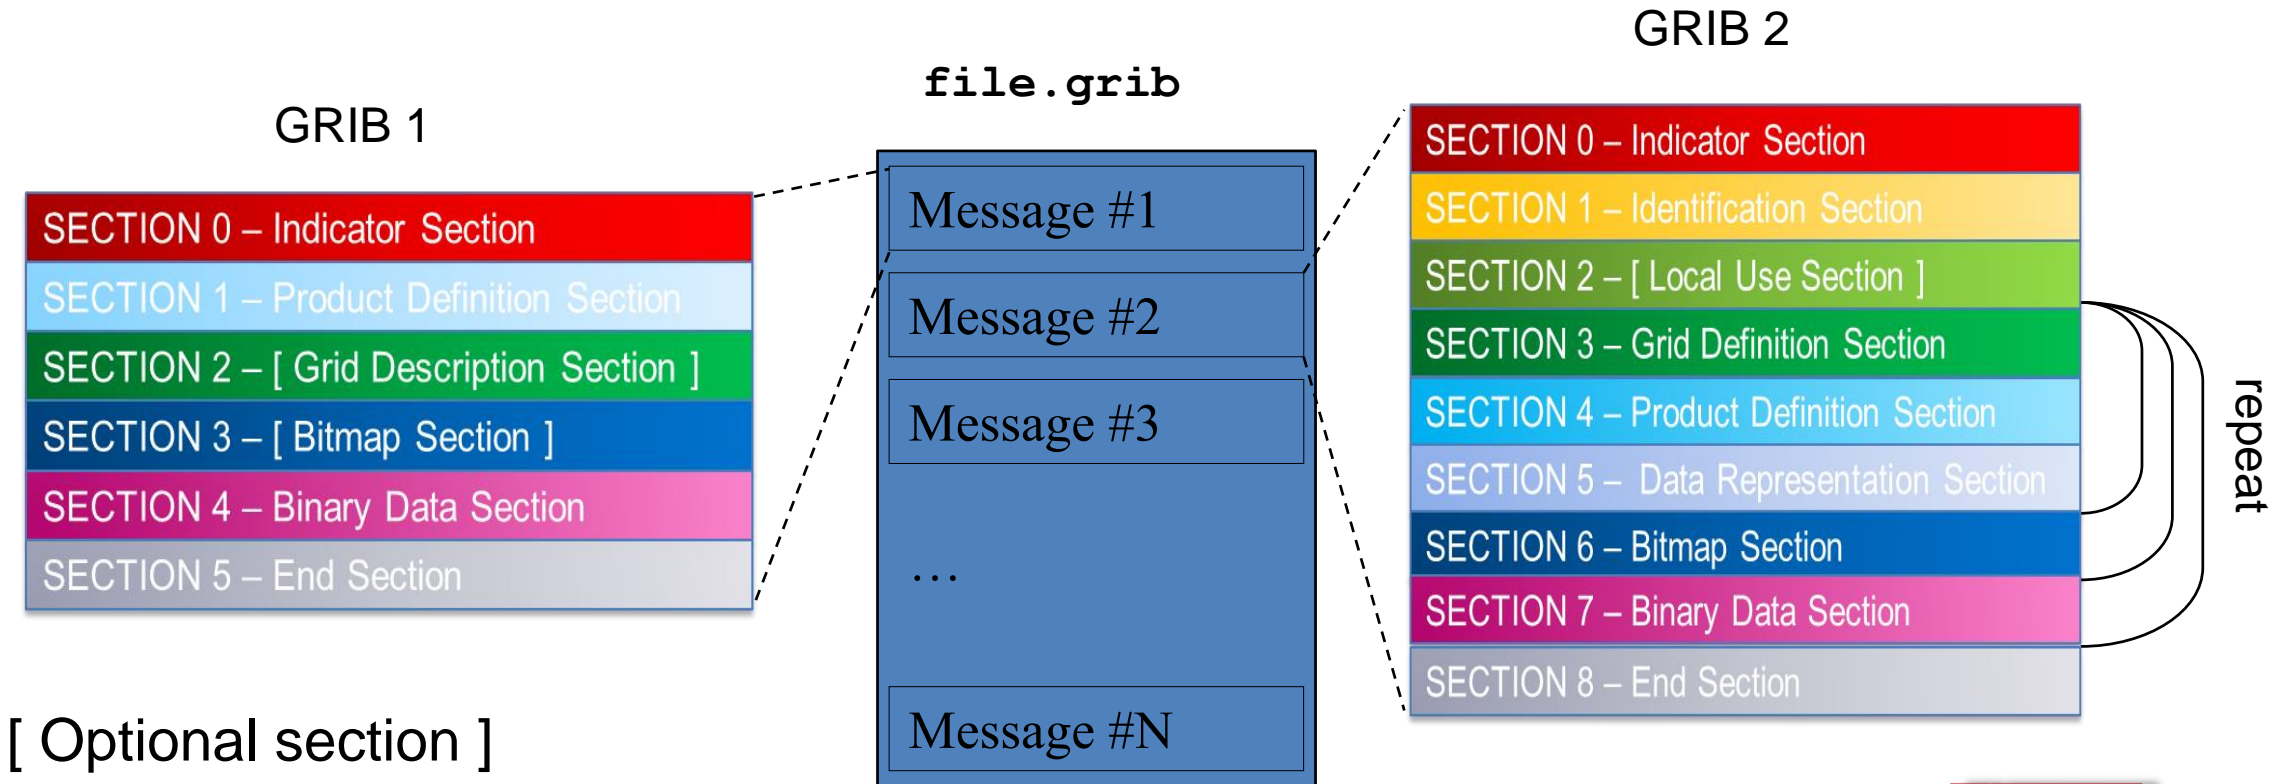 GRIB 1
SECTION 0 – Indicator Section
SECTION 1 – Product Definition Section
SECTION 2 – [ Grid Description Section ]
SECTION 3 – [ Bitmap Section ]
SECTION 4 – Binary Data Section
SECTION 5 – End Section
[ Optional section ]
file.grib
Message #1
Message #2
Message #3
...
Message #N
GRIB 2
SECTION 0 – Indicator Section
SECTION 1 – Identification Section
SECTION 2 – [ Local Use Section ]
SECTION 3 – Grid Definition Section
SECTION 4 – Product Definition Section
SECTION 5 – Data Representation Section
SECTION 6 – Bitmap Section
SECTION 7 – Binary Data Section
SECTION 8 – End Section
repeat